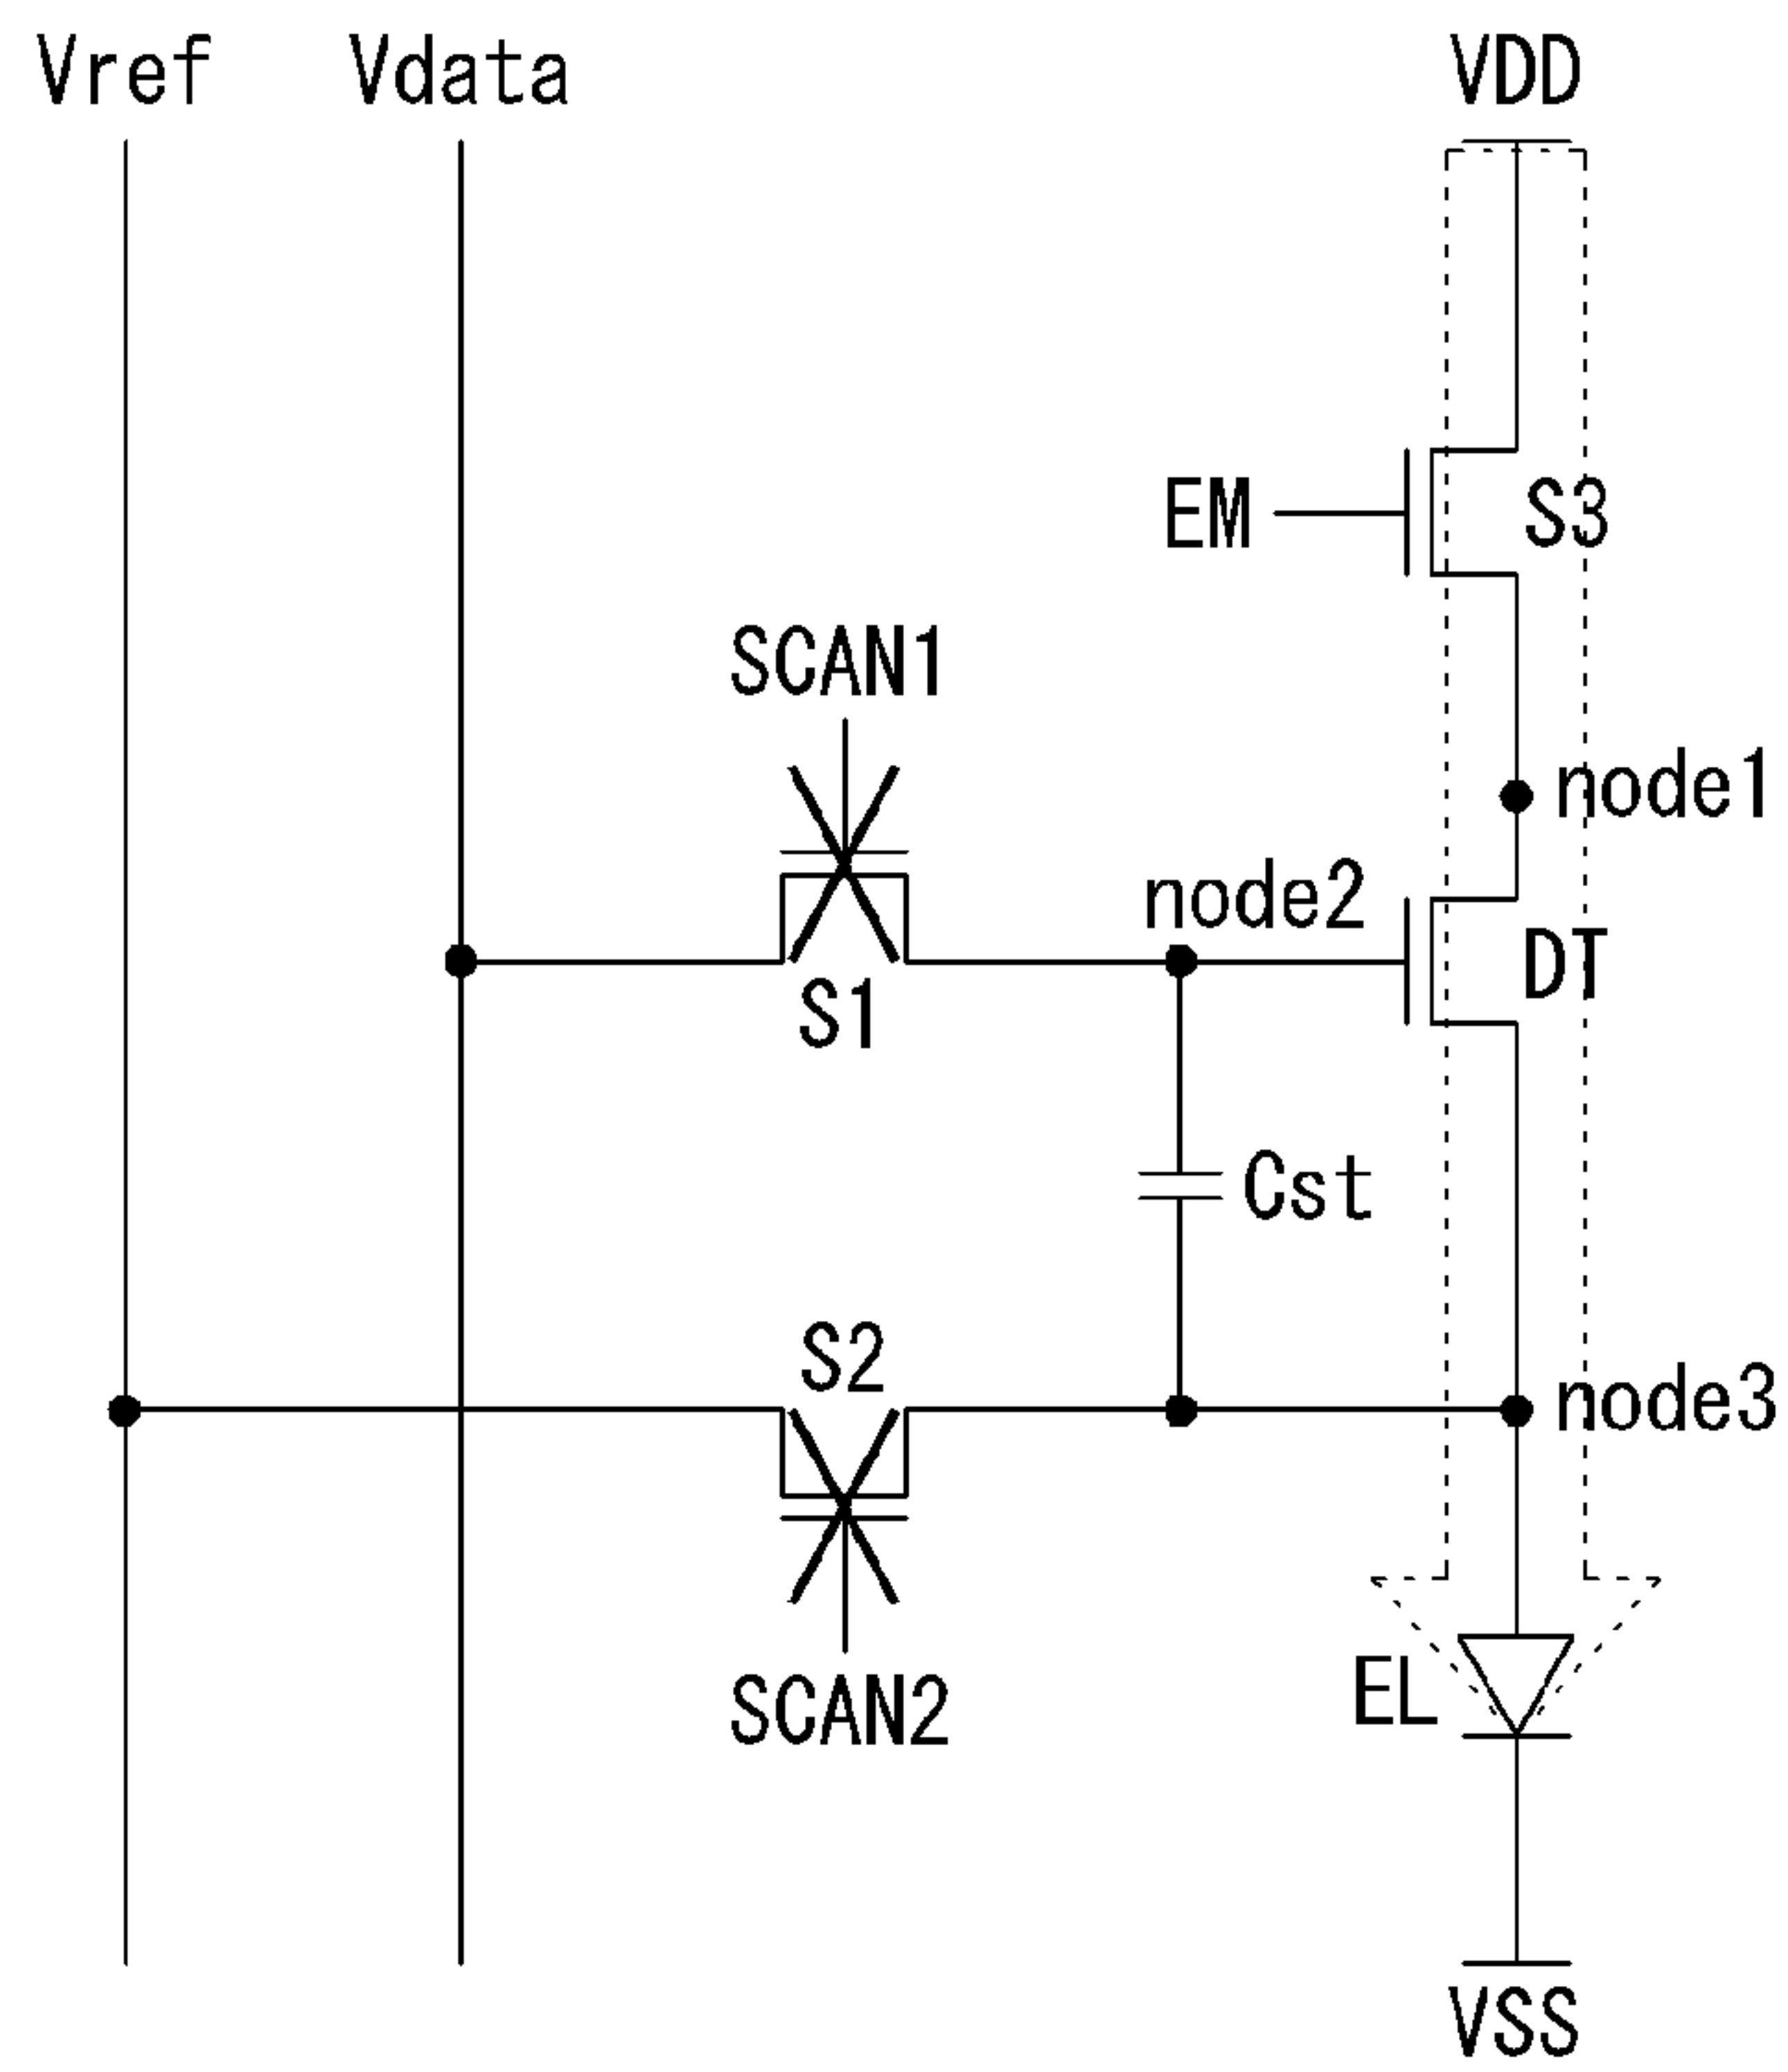 Vref Vdata VDD
EM S3
SCAN1
node1
node2
DT
S1
Cst
S2
node3
EL
SCAN2
VSS